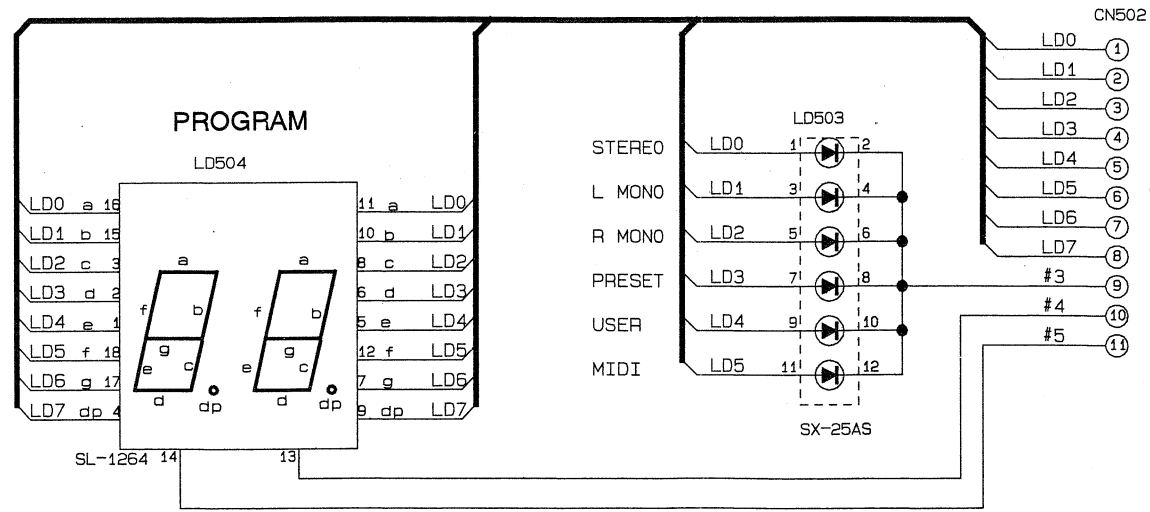 CN502
LD0 1
LD1 2
LD2 3
LD3 4
LD4 5
LD5 6
LD6 7
LD7 8
#3 9
#4 10
#5 11
PROGRAM
LD504
LD0 a 16
LD1 b 15
LD2 c 3
LD3 d 2
LD4 e 1
LD5 f 18
LD6 g 17
LD7 dp 4
a
f
b
g
e
c
d
dp
a
f
b
g
e
c
d
dp
11 a LD0
10 b LD1
8 c LD2
6 d LD3
5 e LD4
12 f LD5
7 g LD6
9 dp LD7
SL-1264 14
13
LD503
STEREO LD0 1 2
L MONO LD1 3 4
R MONO LD2 5 6
PRESET LD3 7 8
USER LD4 9 10
MIDI LD5 11 12
SX-25AS